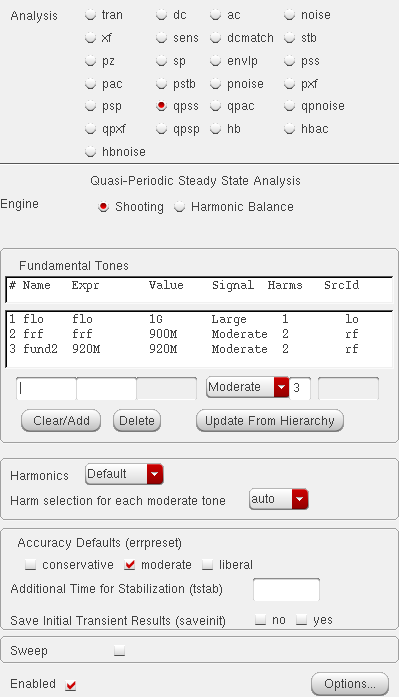 Analysis tran dc ac noise
xf sens dcmatch stb
pz sp envlp pss
pac pstb pnoise pxf
psp qpss qpac qpnoise
qpxf qpsp hb hbac
hbnoise
Quasi-Periodic Steady State Analysis
Engine Shooting Harmonic Balance
Fundamental Tones
# Name Expr Value Signal Harms SrcId
1 flo flo 1G Large 1 lo
2 frf frf 900M Moderate 2 rf
3 fund2 920M 920M Moderate 2 rf
Moderate 3
Clear/Add Delete Update From Hierarchy
Harmonics Default
Harm selection for each moderate tone auto
Accuracy Defaults (errpreset)
conservative moderate liberal
Additional Time for Stabilization (tstab)
Save Initial Transient Results (saveinit) no yes
Sweep
Enabled Options...